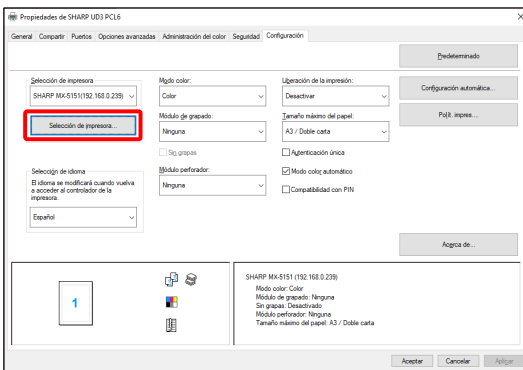 Propiedades de SHARP UD3 PCL6
General Compartir Puertos Opciones avanzadas Administración del color Seguridad Configuración
Predeterminado
Selección de impresora
SHARP MX-5151(192.168.0.239)
Selección de impresora...
Selección de idioma
El idioma se modificará cuando vuelva
a acceder al controlador de la
impresora.
Español
Modo color:
Color
Módulo de grapado:
Ninguna
Sin grapas
Módulo perforador:
Ninguna
Liberación de la impresión:
Desactivar
Tamaño máximo del papel:
A3 / Doble carta
Autenticación única
Modo color automático
Compatibilidad con PIN
Configuración automática...
Polít. impres....
Acerca de...
1
SHARP MX-5151 (192.168.0.239)
Modo color: Color
Módulo de grapado: Ninguna
Sin grapas: Desactivado
Módulo perforador: Ninguna
Tamaño máximo del papel: A3 / Doble carta
Aceptar Cancelar Aplicar